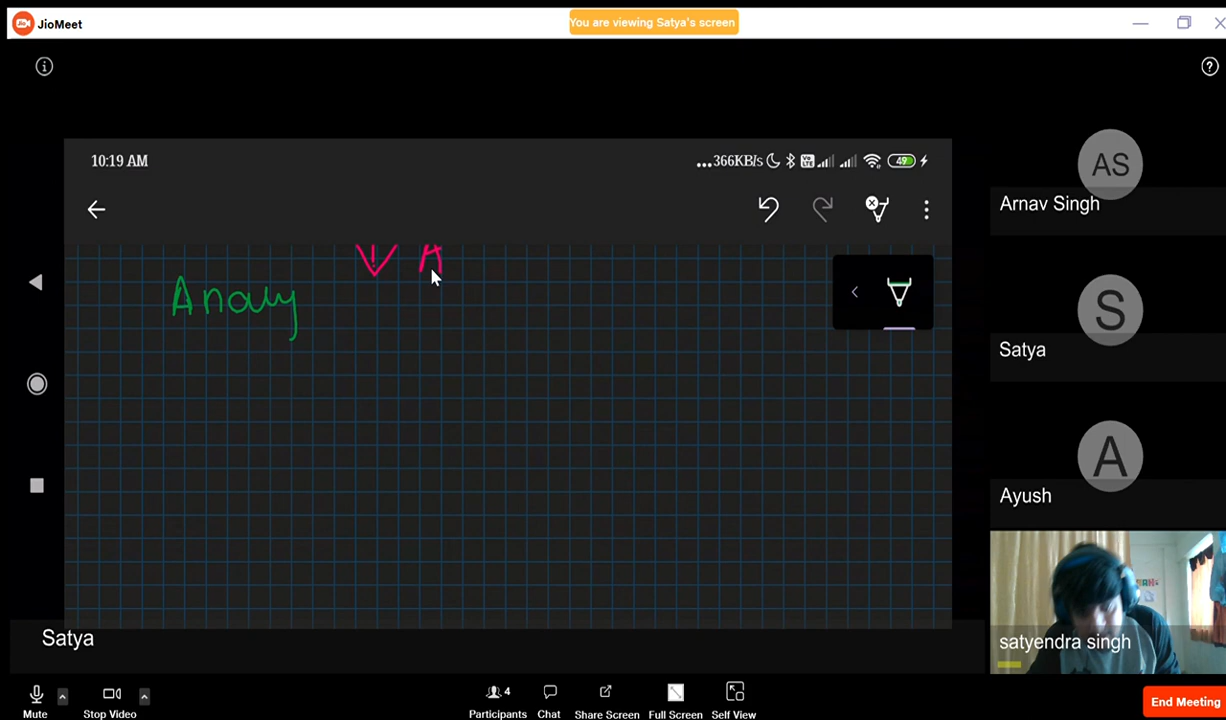 JioMeet
You are viewing Satya's screen
10:19 AM
...366KB/s
49
A
AS
Arnav Singh
S
Satya
A
Ayush
satyendra singh
Satya
Mute
Stop Video
4
Participants
Chat
Share Screen
Full Screen
Self View
End Meeting